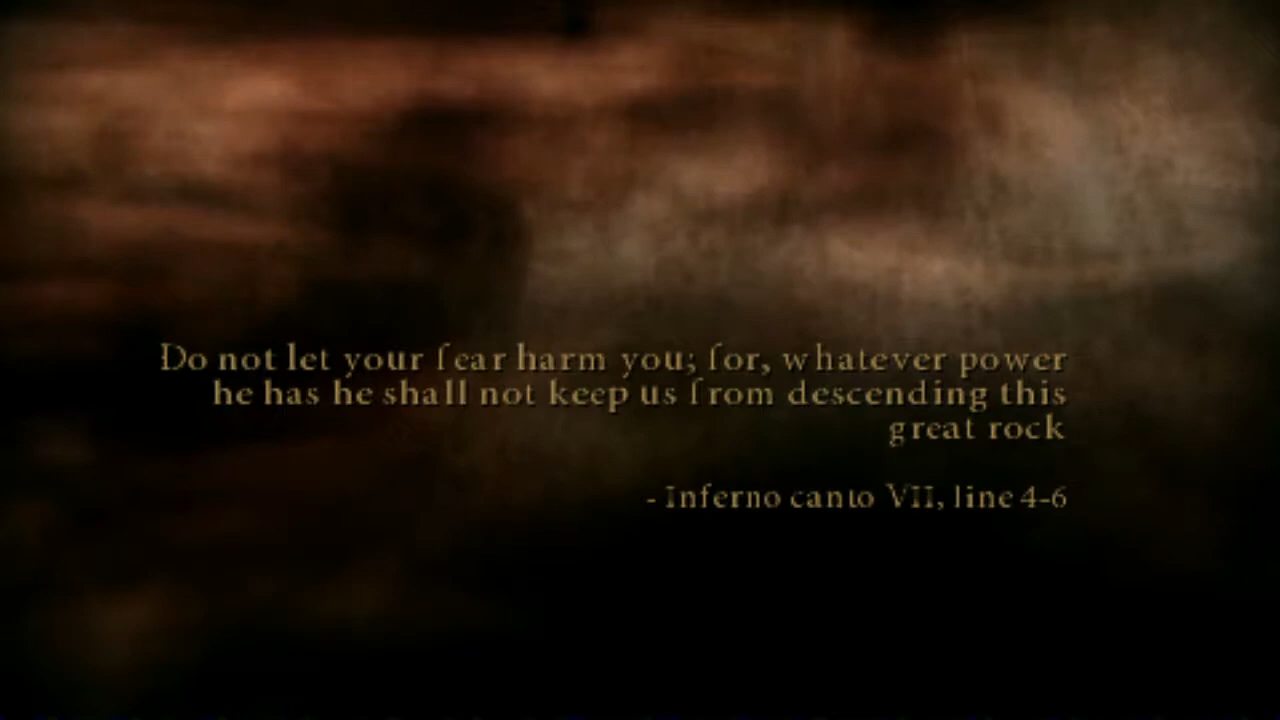 Do not let your fear harm you; for, whatever power
he has he shall not keep us from descending this
great rock
- Inferno canto VII, line 4-6